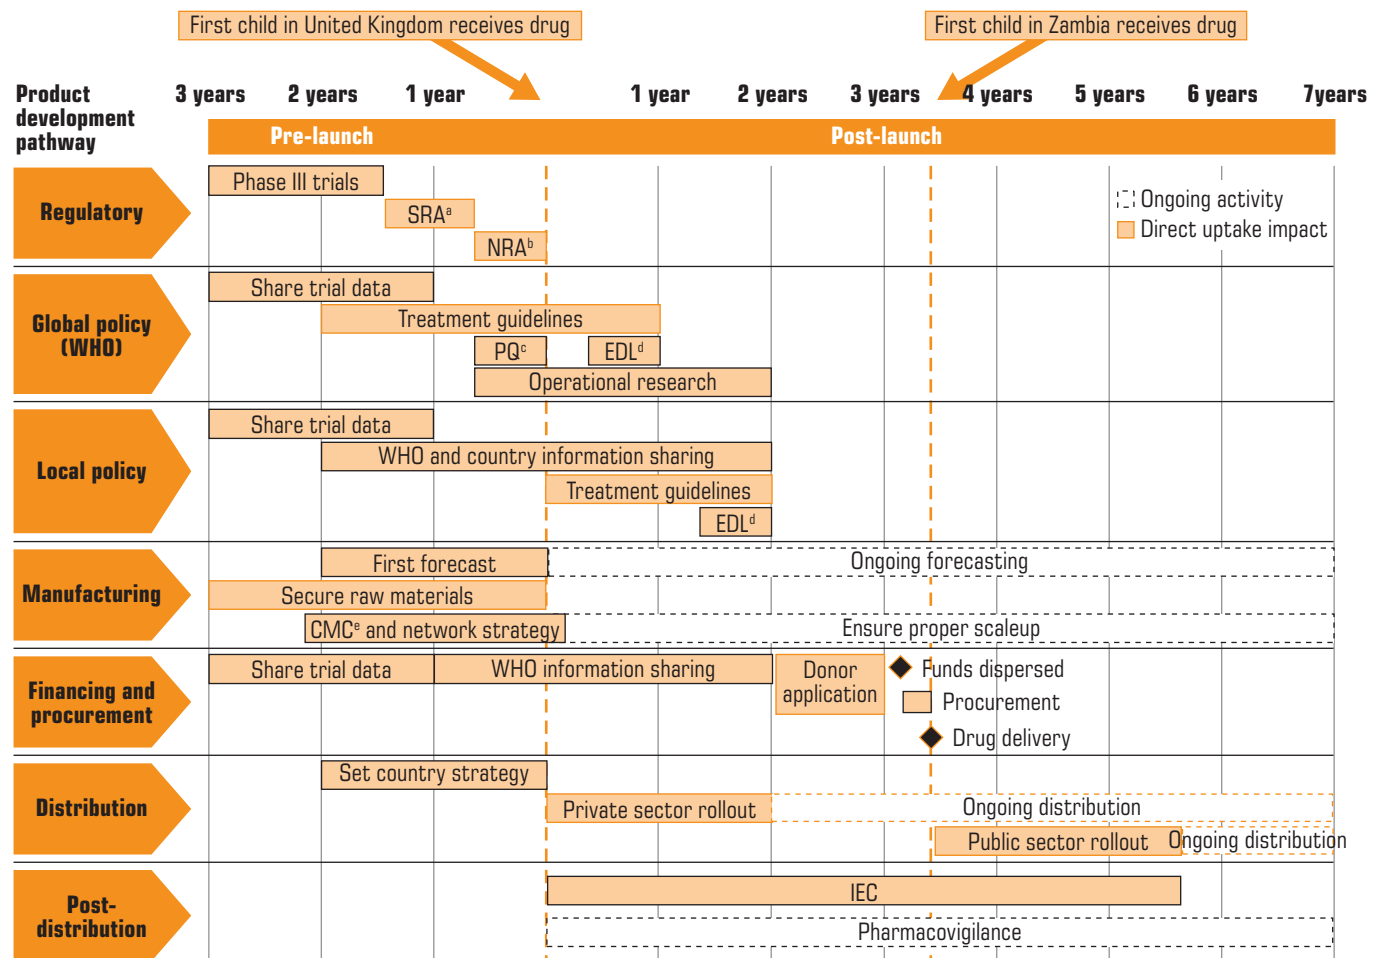 First child in United Kingdom receives drug
First child in Zambia receives drug
Product
development
pathway
3 years
2 years
1 year
1 year
2 years
3 years
4 years
5 years
6 years
7years
Pre-launch
Post-launch
Regulatory
Phase III trials
SRAᵃ
NRAᵇ
Ongoing activity
Direct uptake impact
Global policy
(WHO)
Share trial data
Treatment guidelines
PQᶜ
EDLᵈ
Operational research
Local policy
Share trial data
WHO and country information sharing
Treatment guidelines
EDLᵈ
Manufacturing
First forecast
Ongoing forecasting
Secure raw materials
CMCᵉ and network strategy
Ensure proper scaleup
Financing and
procurement
Share trial data
WHO information sharing
Donor
application
Funds dispersed
Procurement
Drug delivery
Distribution
Set country strategy
Private sector rollout
Ongoing distribution
Public sector rollout
Ongoing distribution
Post-
distribution
IEC
Pharmacovigilance